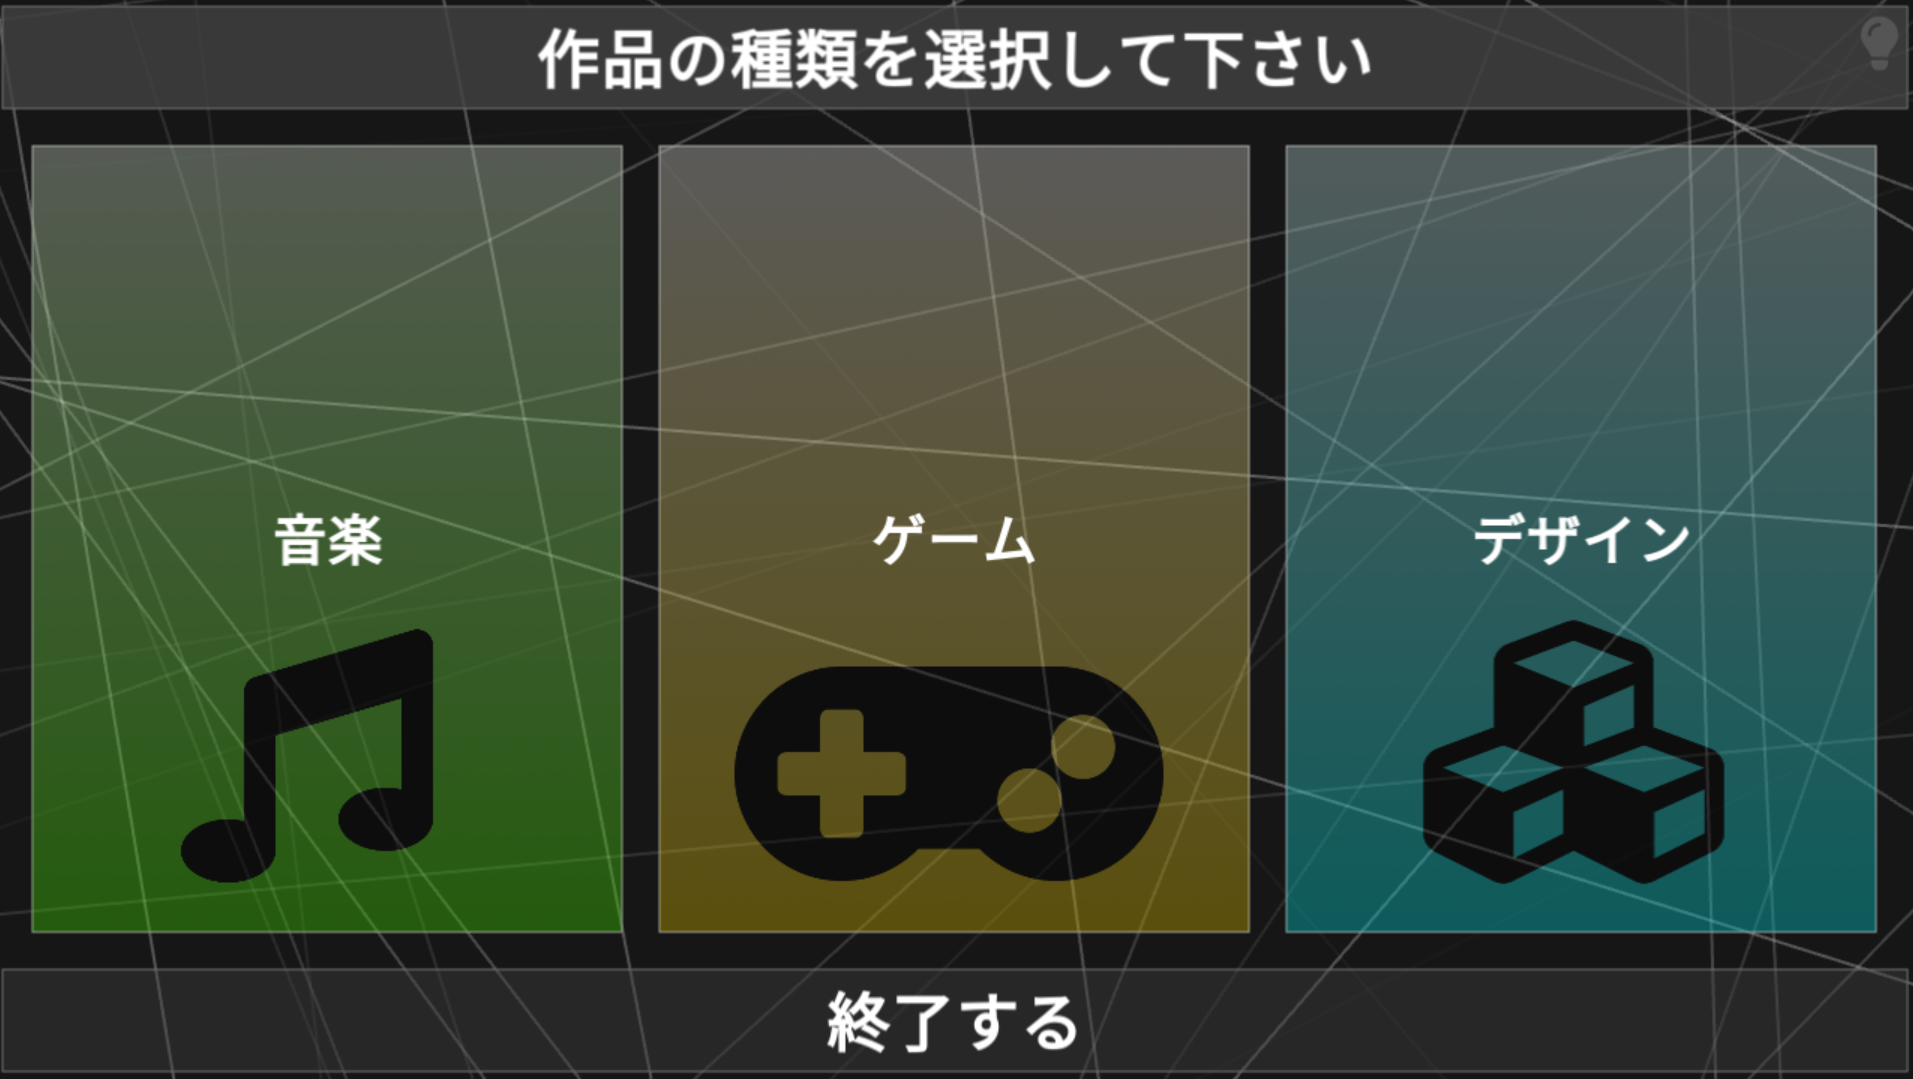 作品の種類を選択して下さい
音楽
ゲーム
デザイン
終了する